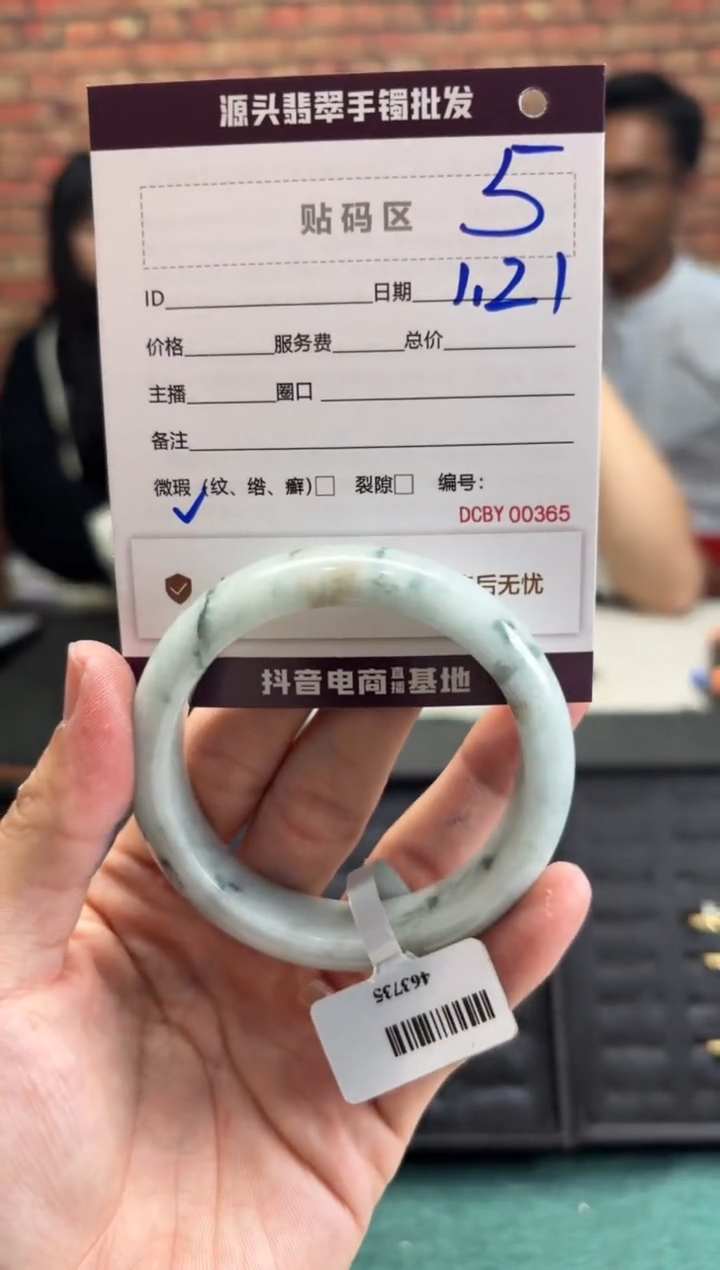 源头翡翠手镯批发
贴码区
5
ID 日期 1.21
价格 服务费 总价
主播 圈口
备注
微瑕 (纹、绺、癣)□ 裂隙□ 编号：
✓
DCBY 00365
后无忧
抖音电商直播基地
463735